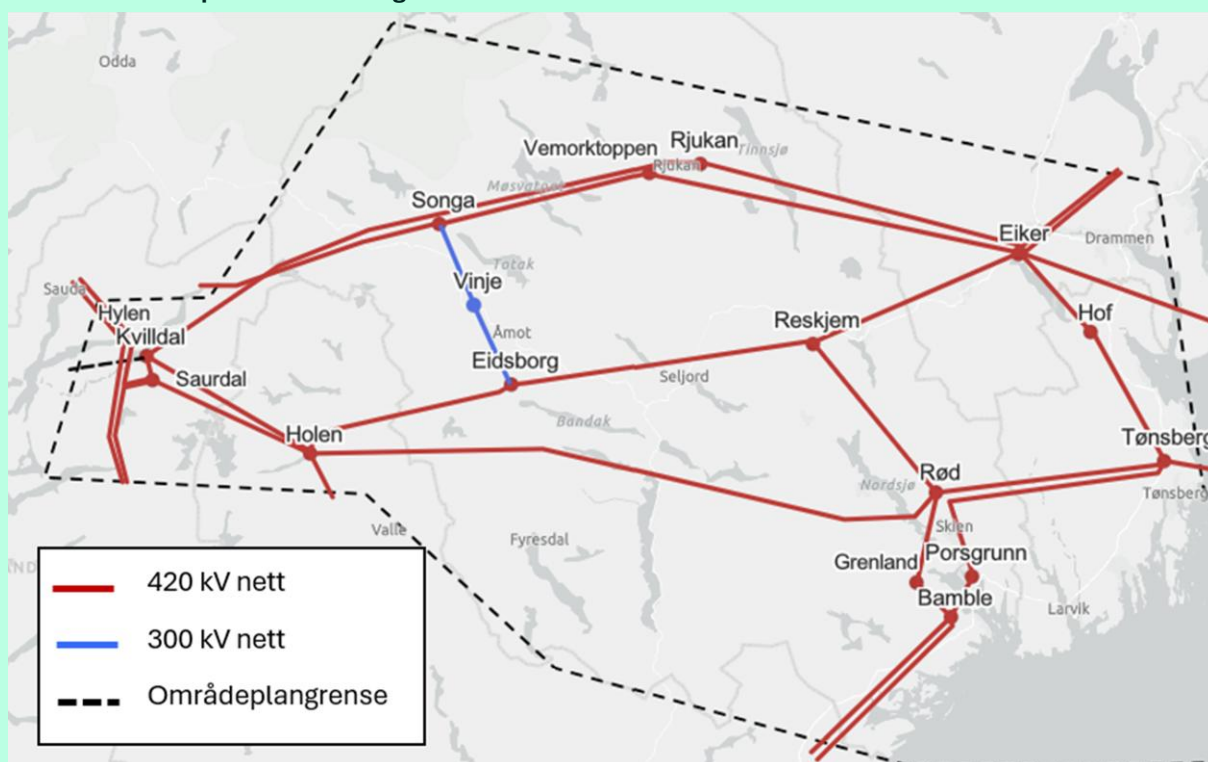 Odda
Vemorktoppen
Rjukan
Rjukan
Tinnsjø
Songa
Eiker
Drammen
Totak
Sauda
Vinje
Hylen
Kvilldal
Åmot
Reskjem
Hof
Eidsborg
Saurdal
Seljord
Bandak
Holen
Tønsberg
Rød
Nordsjø
Tønsberg
Valle
Skien
Fyresdal
Grenland
Porsgrunn
Bamble
Larvik
420 kV nett
300 kV nett
Områdeplangrense